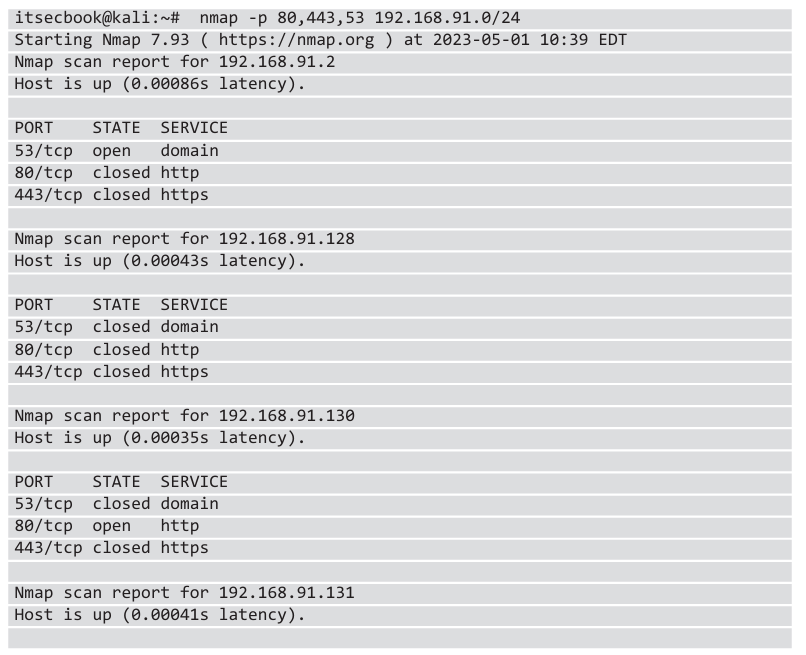 itsecbook@kali:~#  nmap -p 80,443,53 192.168.91.0/24
Starting Nmap 7.93 ( https://nmap.org ) at 2023-05-01 10:39 EDT
Nmap scan report for 192.168.91.2
Host is up (0.00086s latency).

PORT    STATE  SERVICE
53/tcp  open   domain
80/tcp  closed http
443/tcp closed https

Nmap scan report for 192.168.91.128
Host is up (0.00043s latency).

PORT    STATE  SERVICE
53/tcp  closed domain
80/tcp  closed http
443/tcp closed https

Nmap scan report for 192.168.91.130
Host is up (0.00035s latency).

PORT    STATE  SERVICE
53/tcp  closed domain
80/tcp  open   http
443/tcp closed https

Nmap scan report for 192.168.91.131
Host is up (0.00041s latency).